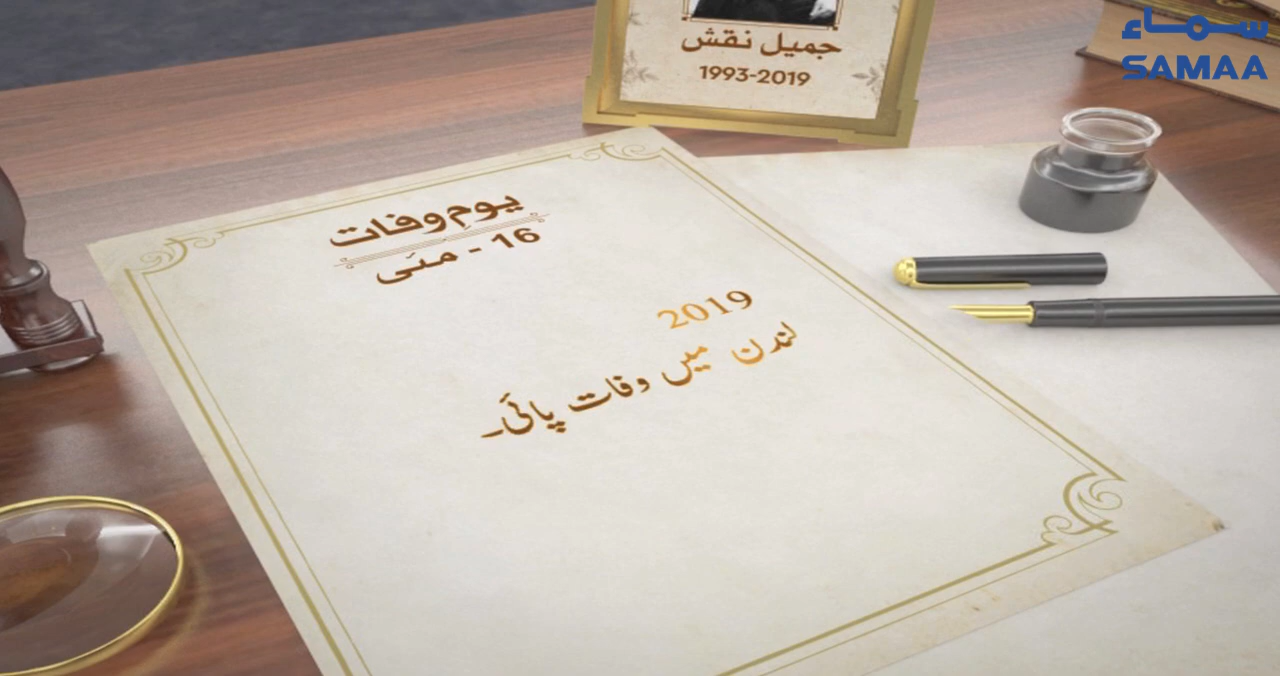 سماء
SAMAA
جمیل نقش
1993-2019
یومِ وفات
16 - مئی
2019
لندن میں وفات پائی۔